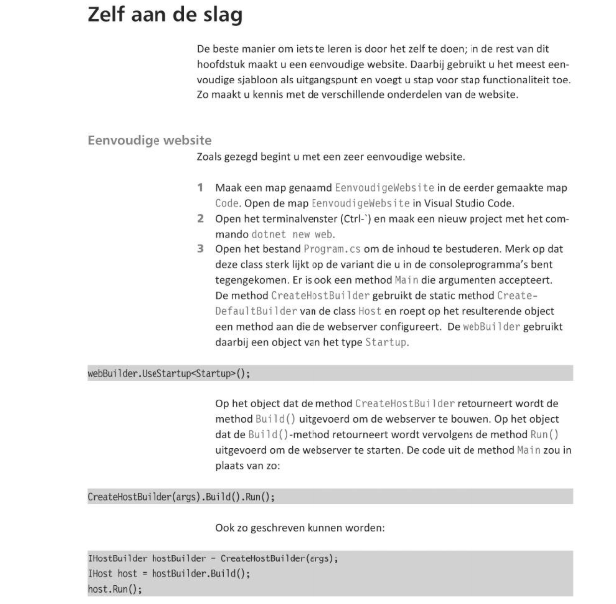 Zelf aan de slag
De beste manier om iets te leren is door het zelf te doen; in de rest van dit
hoofdstuk maakt u een eenvoudige website. Daarbij gebruikt u het meest een-
voudige sjabloon als uitgangspunt en voegt u stap voor stap functionaliteit toe.
Zo maakt u kennis met de verschillende onderdelen van de website.
Eenvoudige website
Zoals gezegd begint u met een zeer eenvoudige website.
1 Maak een map genaamd EenvoudigeWebsite in de eerder gemaakte map
Code. Open de map EenvoudigeWebsite in Visual Studio Code.
2 Open het terminalvenster (Ctrl-`) en maak een nieuw project met het com-
mando dotnet new web.
3 Open het bestand Program.cs om de inhoud te bestuderen. Merk op dat
deze class sterk lijkt op de variant die u in de consoleprogramma's bent
tegengekomen. Er is ook een method Main die argumenten accepteert.
De method CreateHostBuilder gebruikt de static method Create-
DefaultBuilder van de class Host en roept op het resulterende object
een method aan die de webserver configureert. De webBuilder gebruikt
daarbij een object van het type Startup.
webBuilder.UseStartup<Startup>();
Op het object dat de method CreateHostBuilder retourneert wordt de
method Build() uitgevoerd om de webserver te bouwen. Op het object
dat de Build()-method retourneert wordt vervolgens de method Run()
uitgevoerd om de webserver te starten. De code uit de method Main zou in
plaats van zo:
CreateHostBuilder(args).Build().Run();
Ook zo geschreven kunnen worden:
IHostBuilder hostBuilder = CreateHostBuilder(args);
IHost host = hostBuilder.Build();
host.Run();